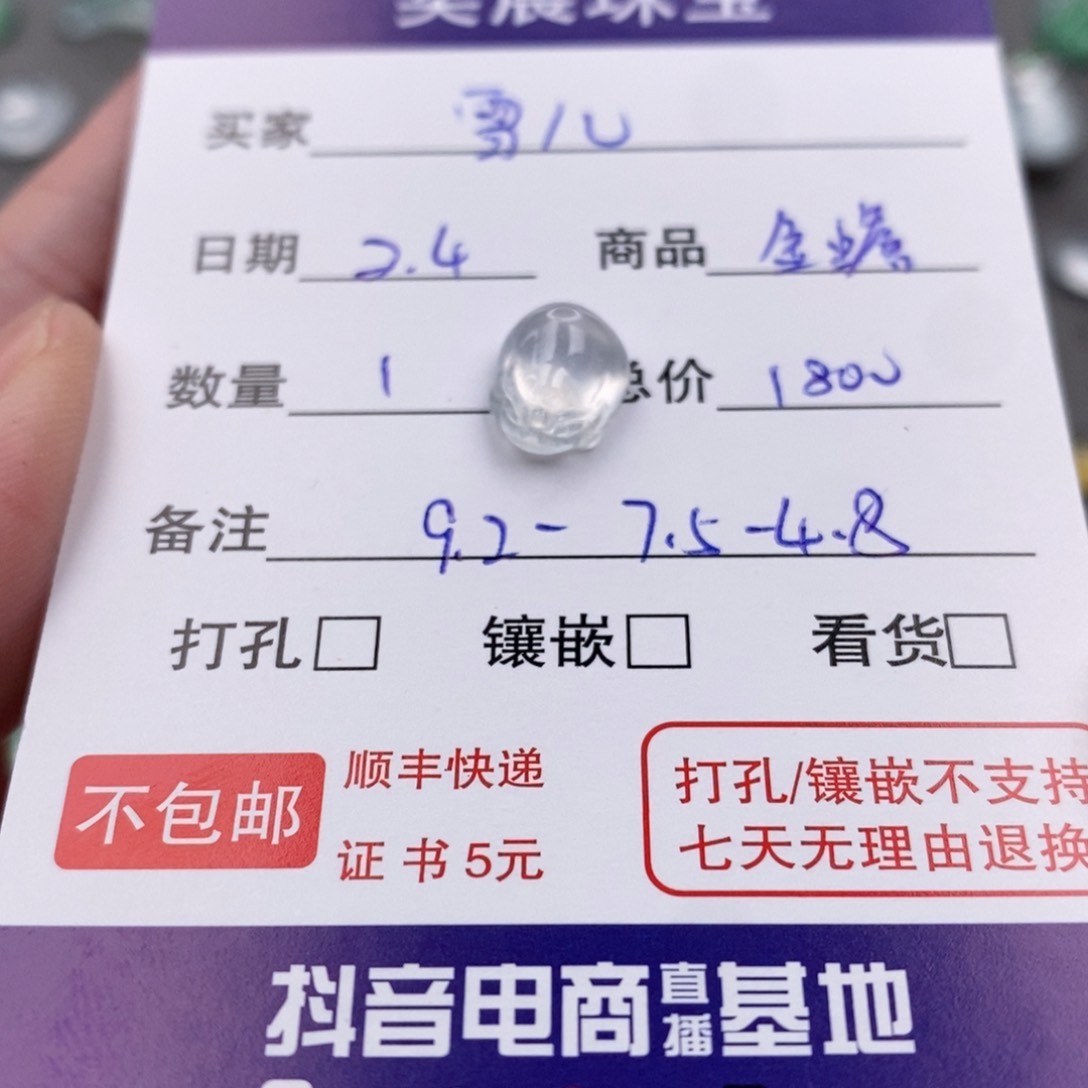 珠宝
买家 雪/U
日期 2.4 商品 金蟾
数量 1 总价 1800
备注 9.2- 7.5-4.8
打孔□ 镶嵌□ 看货□
不包邮 顺丰快递 打孔/镶嵌不支持
证书5元 七天无理由退换
抖音电商直播基地